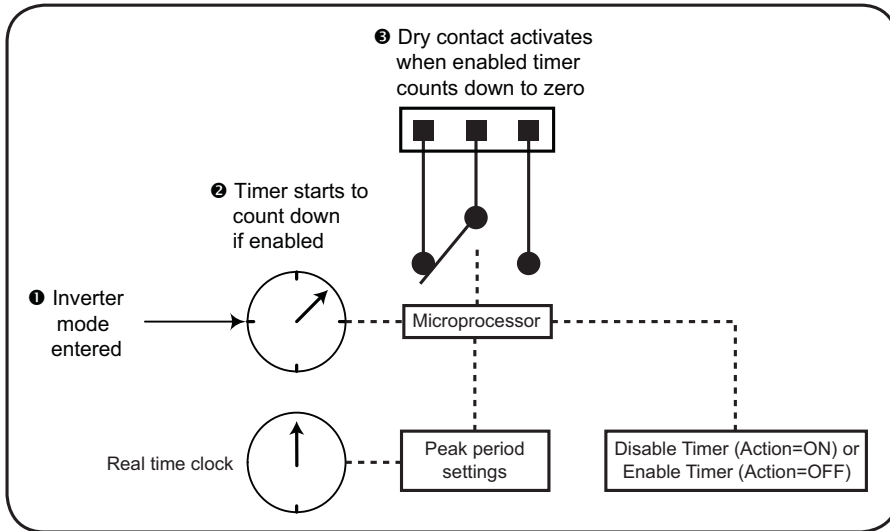 ❸ Dry contact activates
when enabled timer
counts down to zero
❷ Timer starts to
count down
if enabled
❶ Inverter
mode
entered
Microprocessor
Real time clock
Peak period
settings
Disable Timer (Action=ON) or
Enable Timer (Action=OFF)